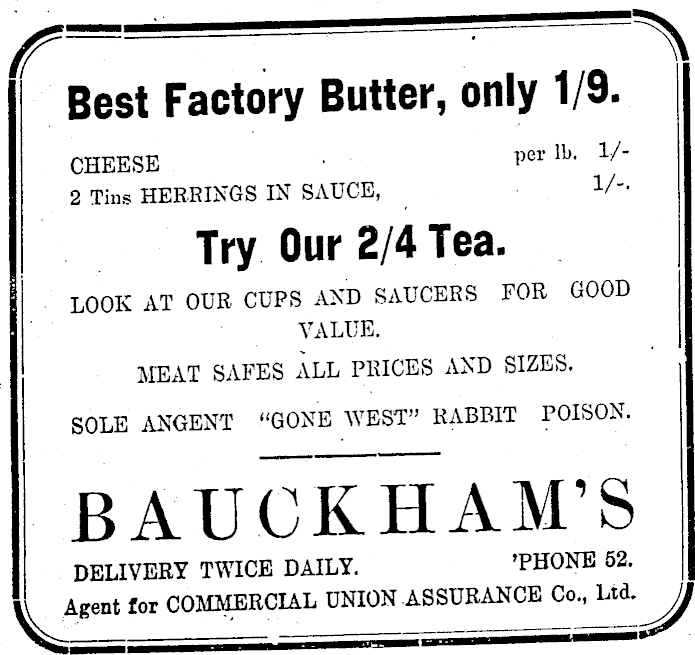 Best Factory Butter, only 1/9.
CHEESE per lb. 1/-
2 Tins HERRINGS IN SAUCE, 1/-.
Try Our 2/4 Tea.
LOOK AT OUR CUPS AND SAUCERS FOR GOOD
VALUE.
MEAT SAFES ALL PRICES AND SIZES.
SOLE ANGENT "GONE WEST" RABBIT POISON.
BAUCKHAM'S
DELIVERY TWICE DAILY. 'PHONE 52.
Agent for COMMERCIAL UNION ASSURANCE Co., Ltd.